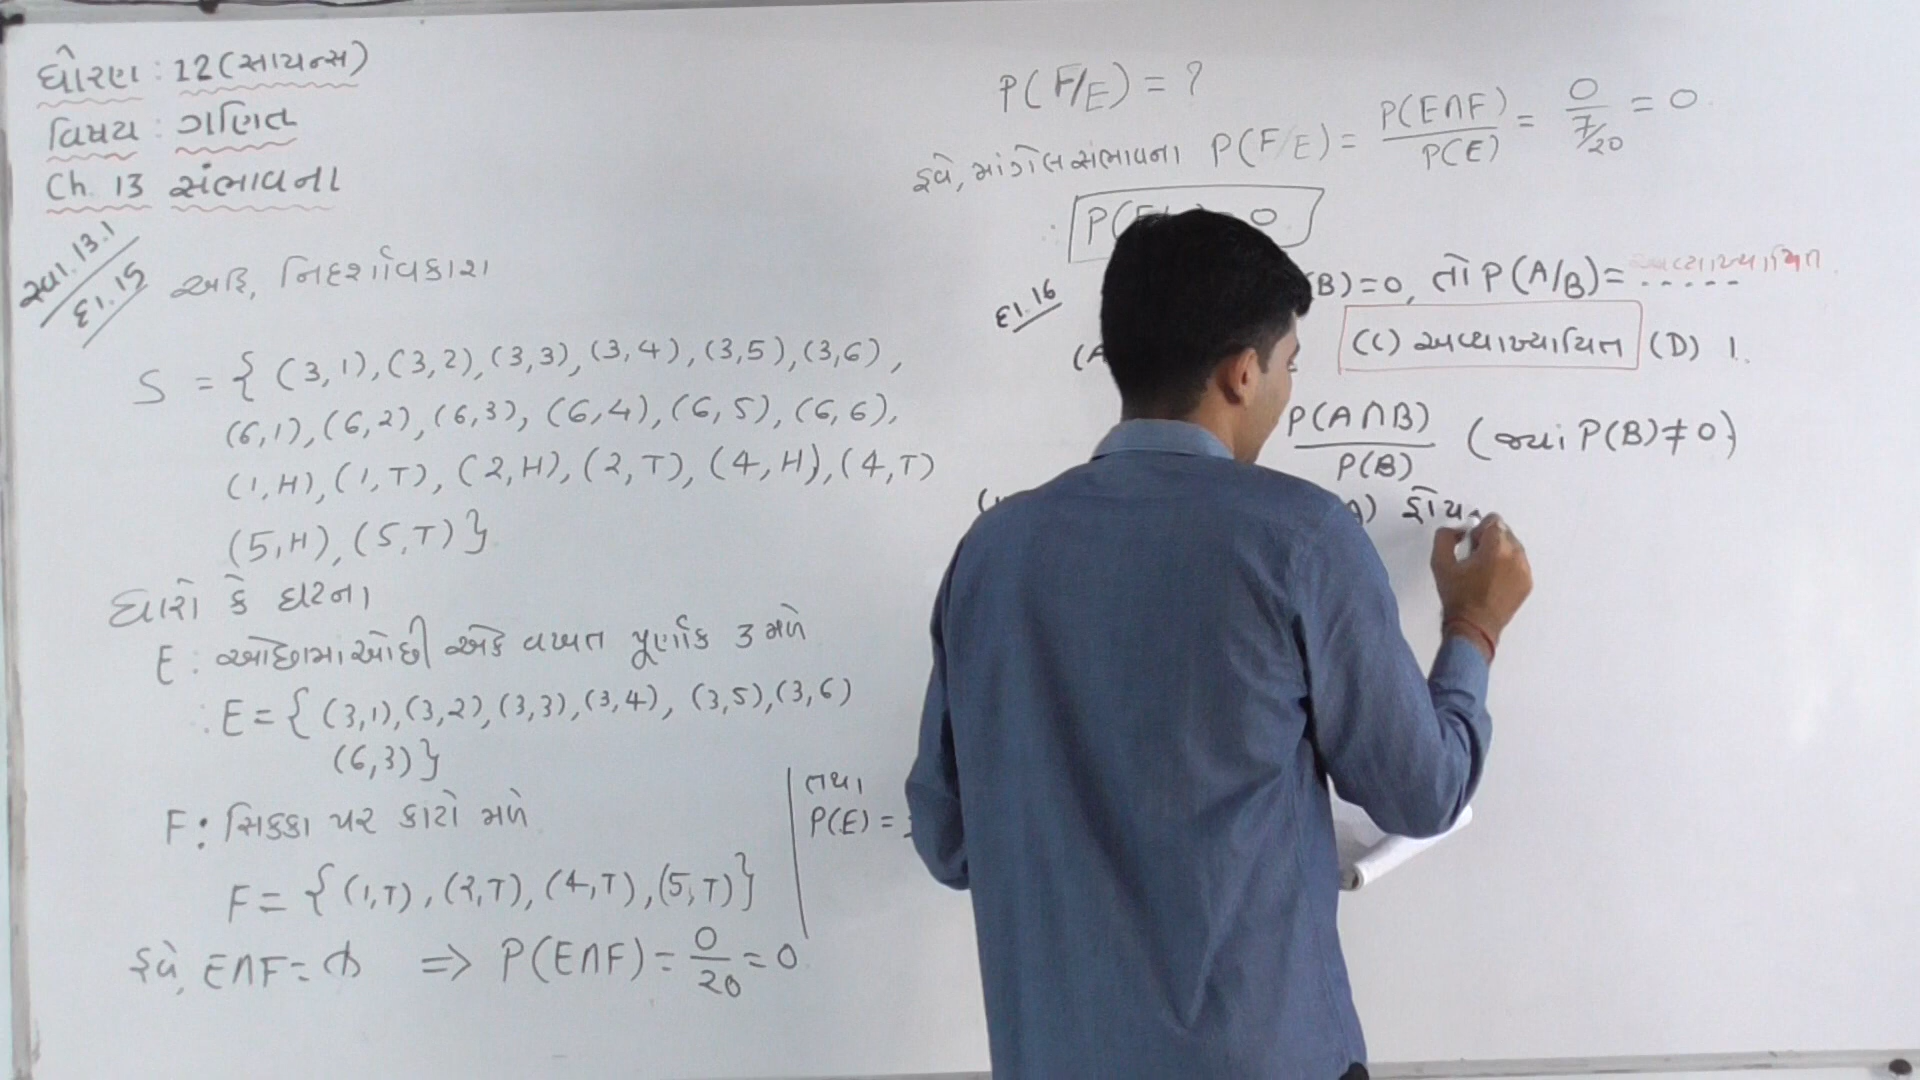 ધોરણ : 12 (સાયન્સ)
વિષય : ગણિત
Ch. 13 સંભાવના
સ્વા. 13.1
દા. 15
અહિ, નિદર્શાવકાશ
S = { (3,1), (3,2), (3,3), (3,4), (3,5), (3,6),
(6,1), (6,2), (6,3), (6,4), (6,5), (6,6),
(1,H), (1,T), (2,H), (2,T), (4,H), (4,T)
(5,H), (5,T) }
ધારો કે ઘટના
E : ઓછામાં ઓછી એક વખત પૂર્ણાંક 3 મળે
∴ E = { (3,1), (3,2), (3,3), (3,4), (3,5), (3,6)
(6,3) }
F : સિક્કા પર કાટો મળે
F = { (1,T), (2,T), (4,T), (5,T) }
હવે, E∩F = ϕ ⇒ P(E∩F) = 0/20 = 0
તથા
P(E) =
P(F/E) = ?
હવે, માંગેલ સંભાવના P(F/E) = P(E∩F)/P(E) = 0/(7/20) = 0.
∴ P( = 0
દા. 16
B) = 0, તો P(A/B) = ..... અવ્યાખ્યાયિત
(A (C) અવ્યાખ્યાયિત (D) 1.
P(A∩B)/P(B) (જ્યાં P(B) ≠ 0)
) હોય